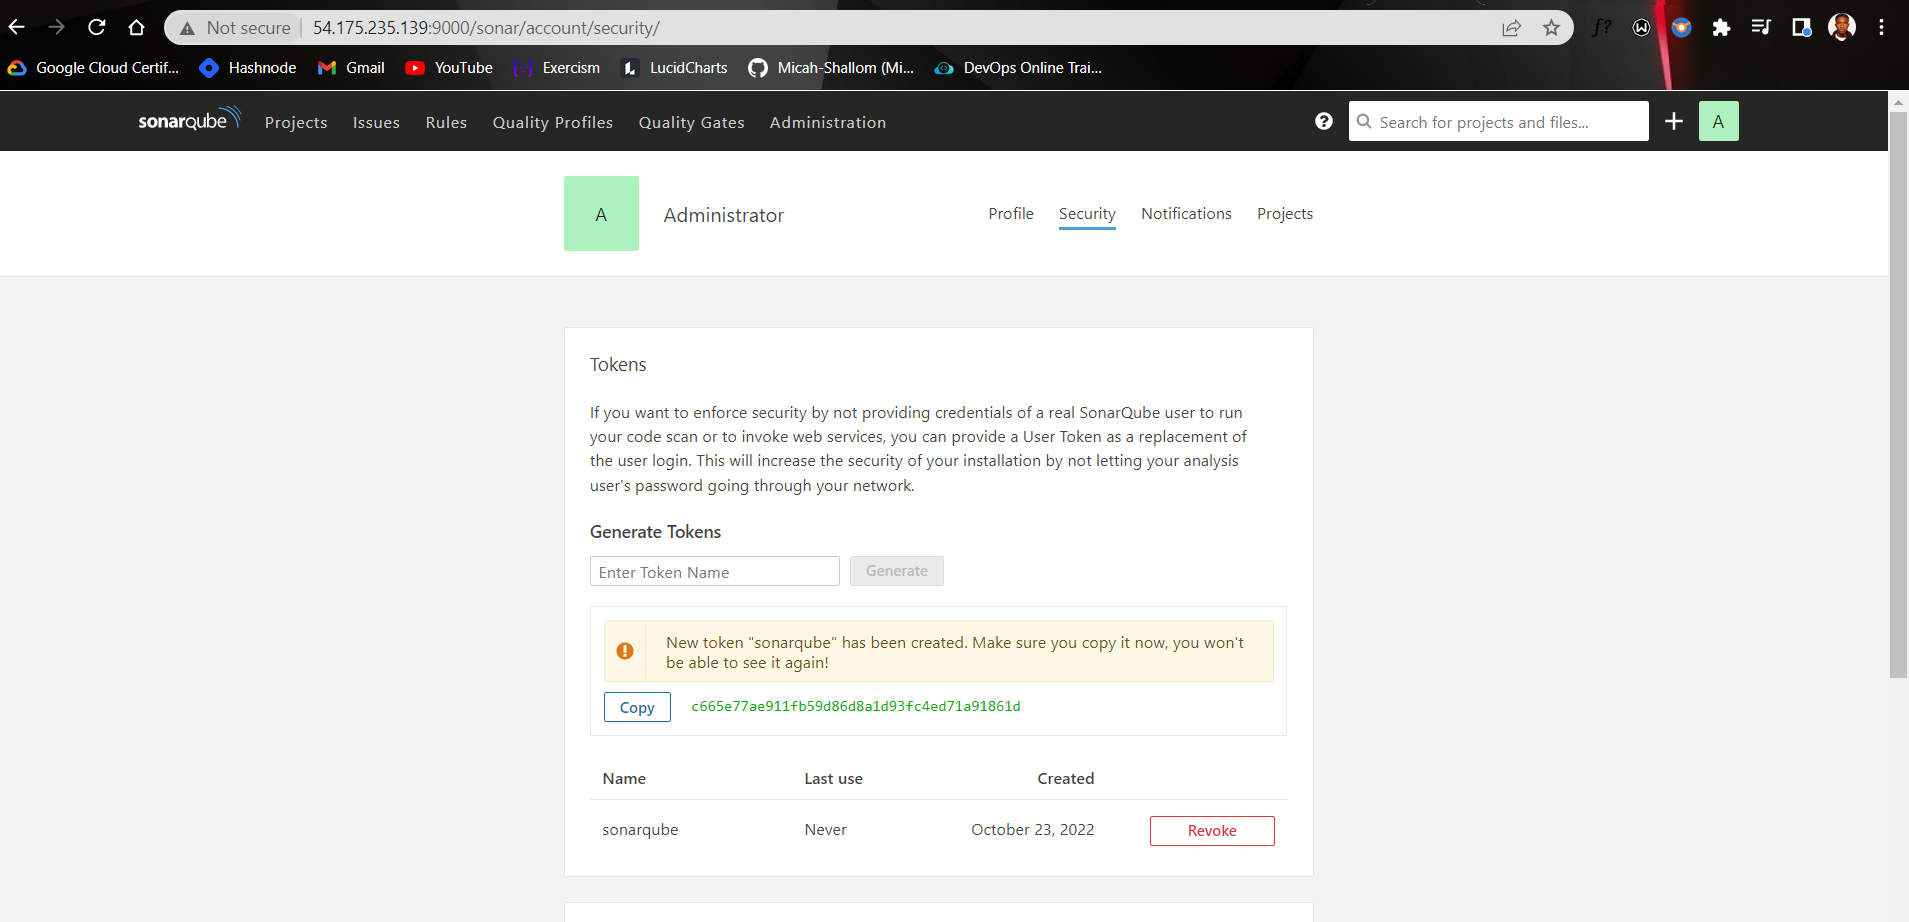 Not secure 54.175.235.139:9000/sonar/account/security/
f?
Google Cloud Certif...
Hashnode
Gmail
YouTube
Exercism
LucidCharts
Micah-Shallom (Mi...
DevOps Online Trai...
sonarqube
Projects
Issues
Rules
Quality Profiles
Quality Gates
Administration
Search for projects and files...
A
A
Administrator
Profile
Security
Notifications
Projects
Tokens
If you want to enforce security by not providing credentials of a real SonarQube user to run
your code scan or to invoke web services, you can provide a User Token as a replacement of
the user login. This will increase the security of your installation by not letting your analysis
user's password going through your network.
Generate Tokens
Enter Token Name
Generate
New token "sonarqube" has been created. Make sure you copy it now, you won't
be able to see it again!
Copy
c665e77ae911fb59d86d8a1d93fc4ed71a91861d
Name
Last use
Created
sonarqube
Never
October 23, 2022
Revoke